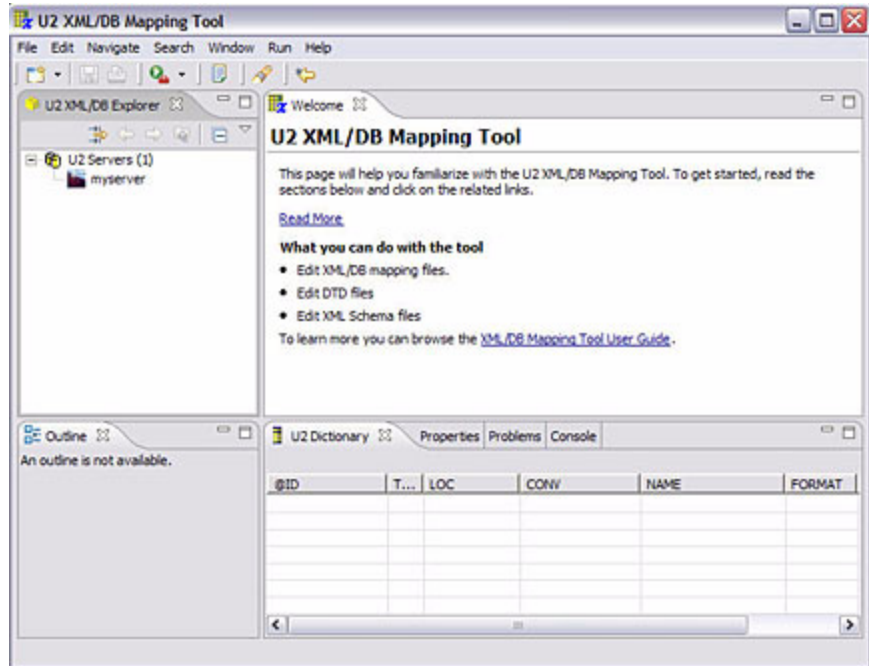 U2 XML/DB Mapping Tool
File Edit Navigate Search Window Run Help
U2 XML/DB Explorer
U2 Servers (1)
myserver
Welcome
U2 XML/DB Mapping Tool
This page will help you familiarize with the U2 XML/DB Mapping Tool. To get started, read the
sections below and click on the related links.
Read More
What you can do with the tool
• Edit XML/DB mapping files.
• Edit DTD files
• Edit XML Schema files
To learn more you can browse the XML/DB Mapping Tool User Guide.
Outline
An outline is not available.
U2 Dictionary Properties Problems Console
@ID T... LOC CONV NAME FORMAT